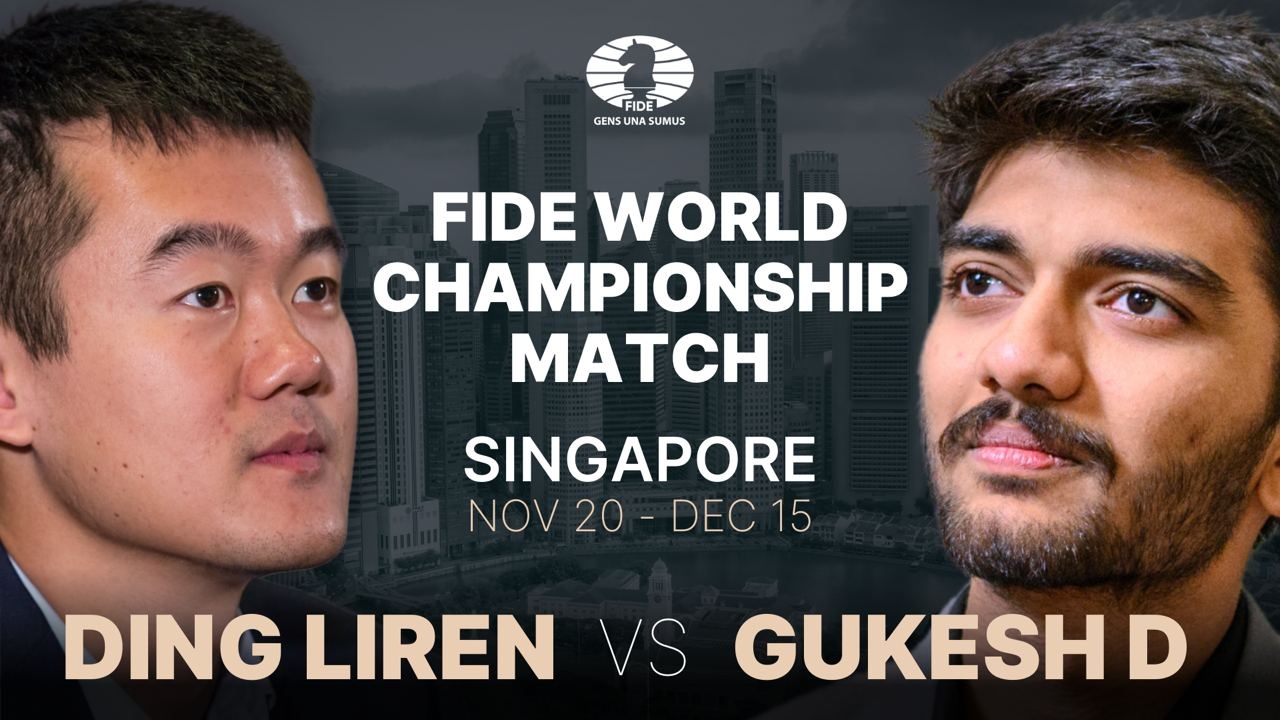 FIDE
GENS UNA SUMUS
FIDE WORLD
CHAMPIONSHIP
MATCH
SINGAPORE
NOV 20 - DEC 15
DING LIREN VS GUKESH D